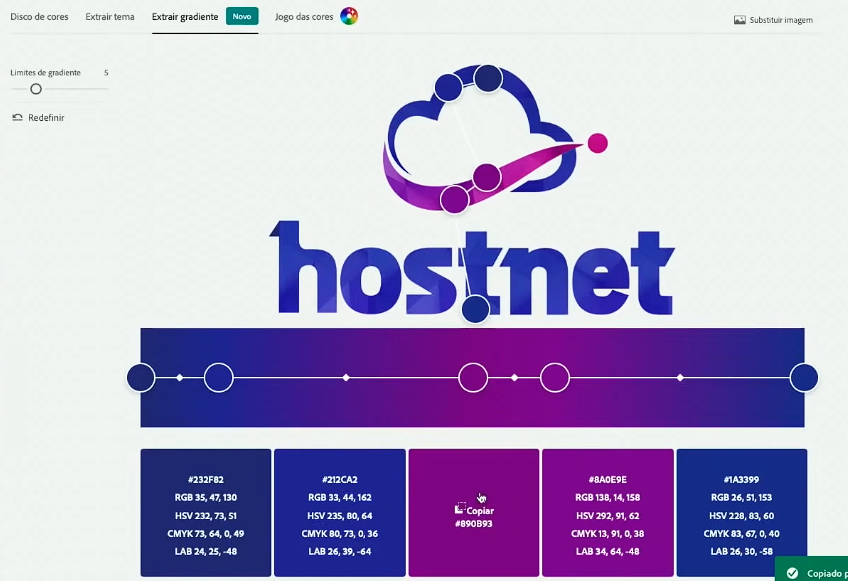 Disco de cores
Extrair tema
Extrair gradiente
Novo
Jogo das cores
Substituir imagem
Limites de gradiente 5
Redefinir
hostnet
#232F82
RGB 35, 47, 130
HSV 232, 73, 51
CMYK 73, 64, 0, 49
LAB 24, 25, -48
#212CA2
RGB 33, 44, 162
HSV 235, 80, 64
CMYK 80, 73, 0, 36
LAB 26, 39, -64
Copiar
#890B93
#8A0E9E
RGB 138, 14, 158
HSV 292, 91, 62
CMYK 13, 91, 0, 38
LAB 34, 64, -48
#1A3399
RGB 26, 51, 153
HSV 228, 83, 60
CMYK 83, 67, 0, 40
LAB 26, 30, -58
Copiado p